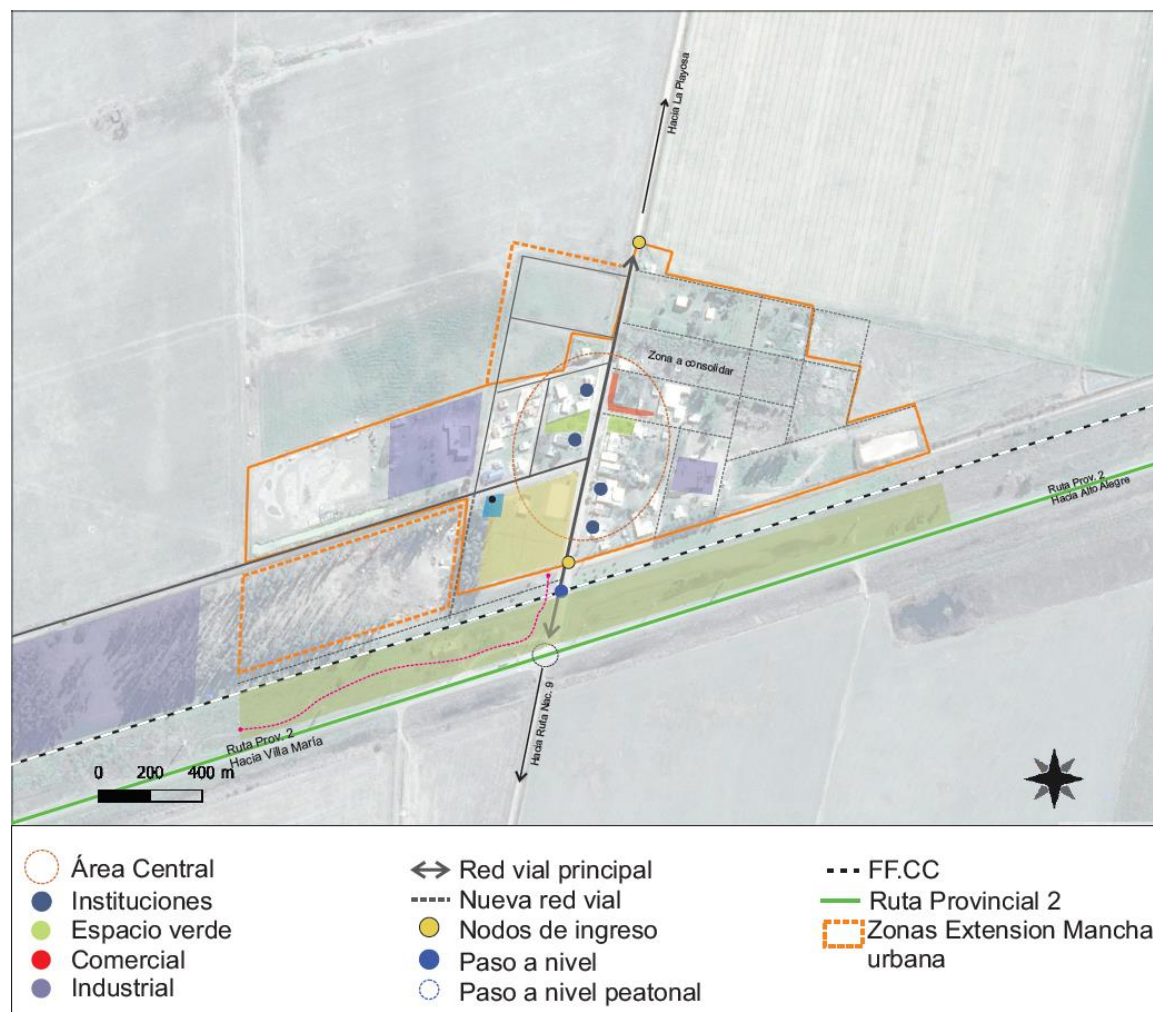 Hacia La Playosa
Zona a consolidar
Ruta Prov. 2
Hacia Alto Alegre
Ruta Prov. 2
Hacia Villa María
Hacia Ruta Nac. 9
0 200 400 m
Área Central
Instituciones
Espacio verde
Comercial
Industrial
Red vial principal
Nueva red vial
Nodos de ingreso
Paso a nivel
Paso a nivel peatonal
FF.CC
Ruta Provincial 2
Zonas Extension Mancha
urbana